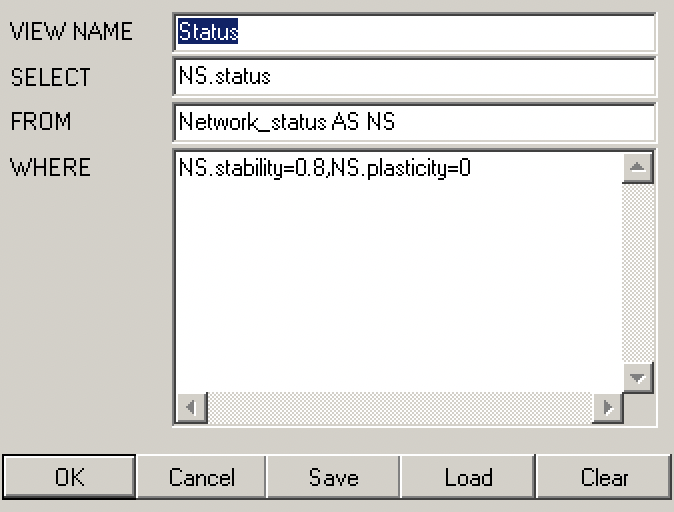 VIEW NAME Status
SELECT NS.status
FROM Network_status AS NS
WHERE NS.stability=0.8,NS.plasticity=0
OK Cancel Save Load Clear